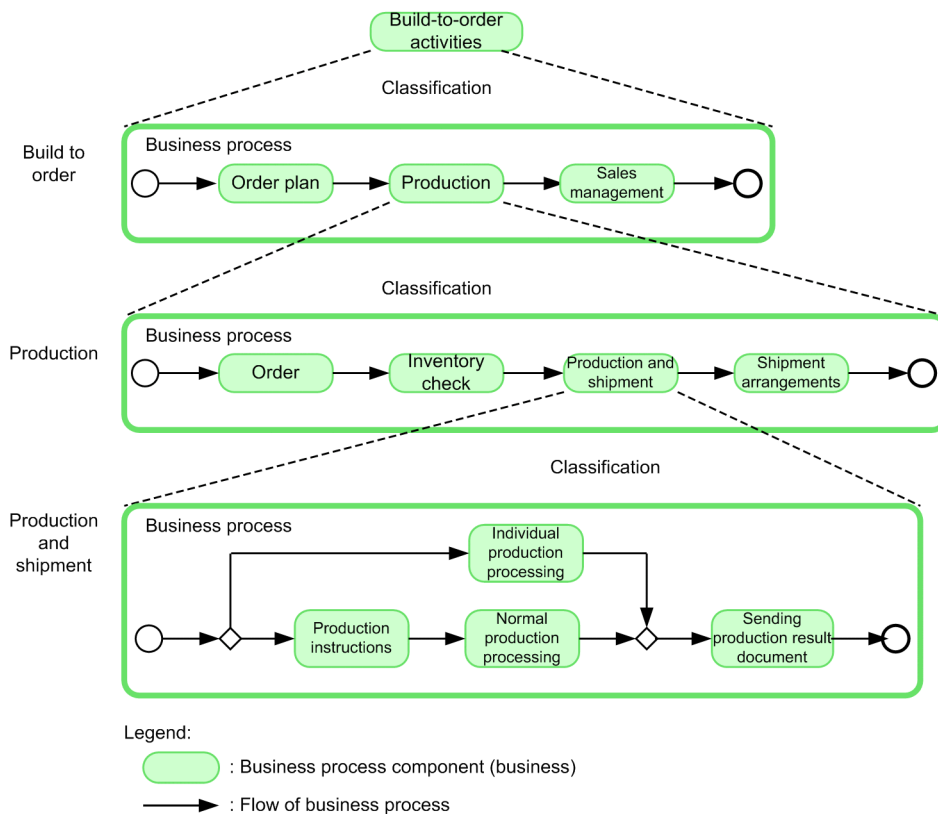 Build-to-order
activities
Classification
Build to
order
Business process
Order plan
Production
Sales
management
Classification
Production
Business process
Order
Inventory
check
Production and
shipment
Shipment
arrangements
Classification
Production
and
shipment
Business process
Individual
production
processing
Production
instructions
Normal
production
processing
Sending
production result
document
Legend:
: Business process component (business)
: Flow of business process